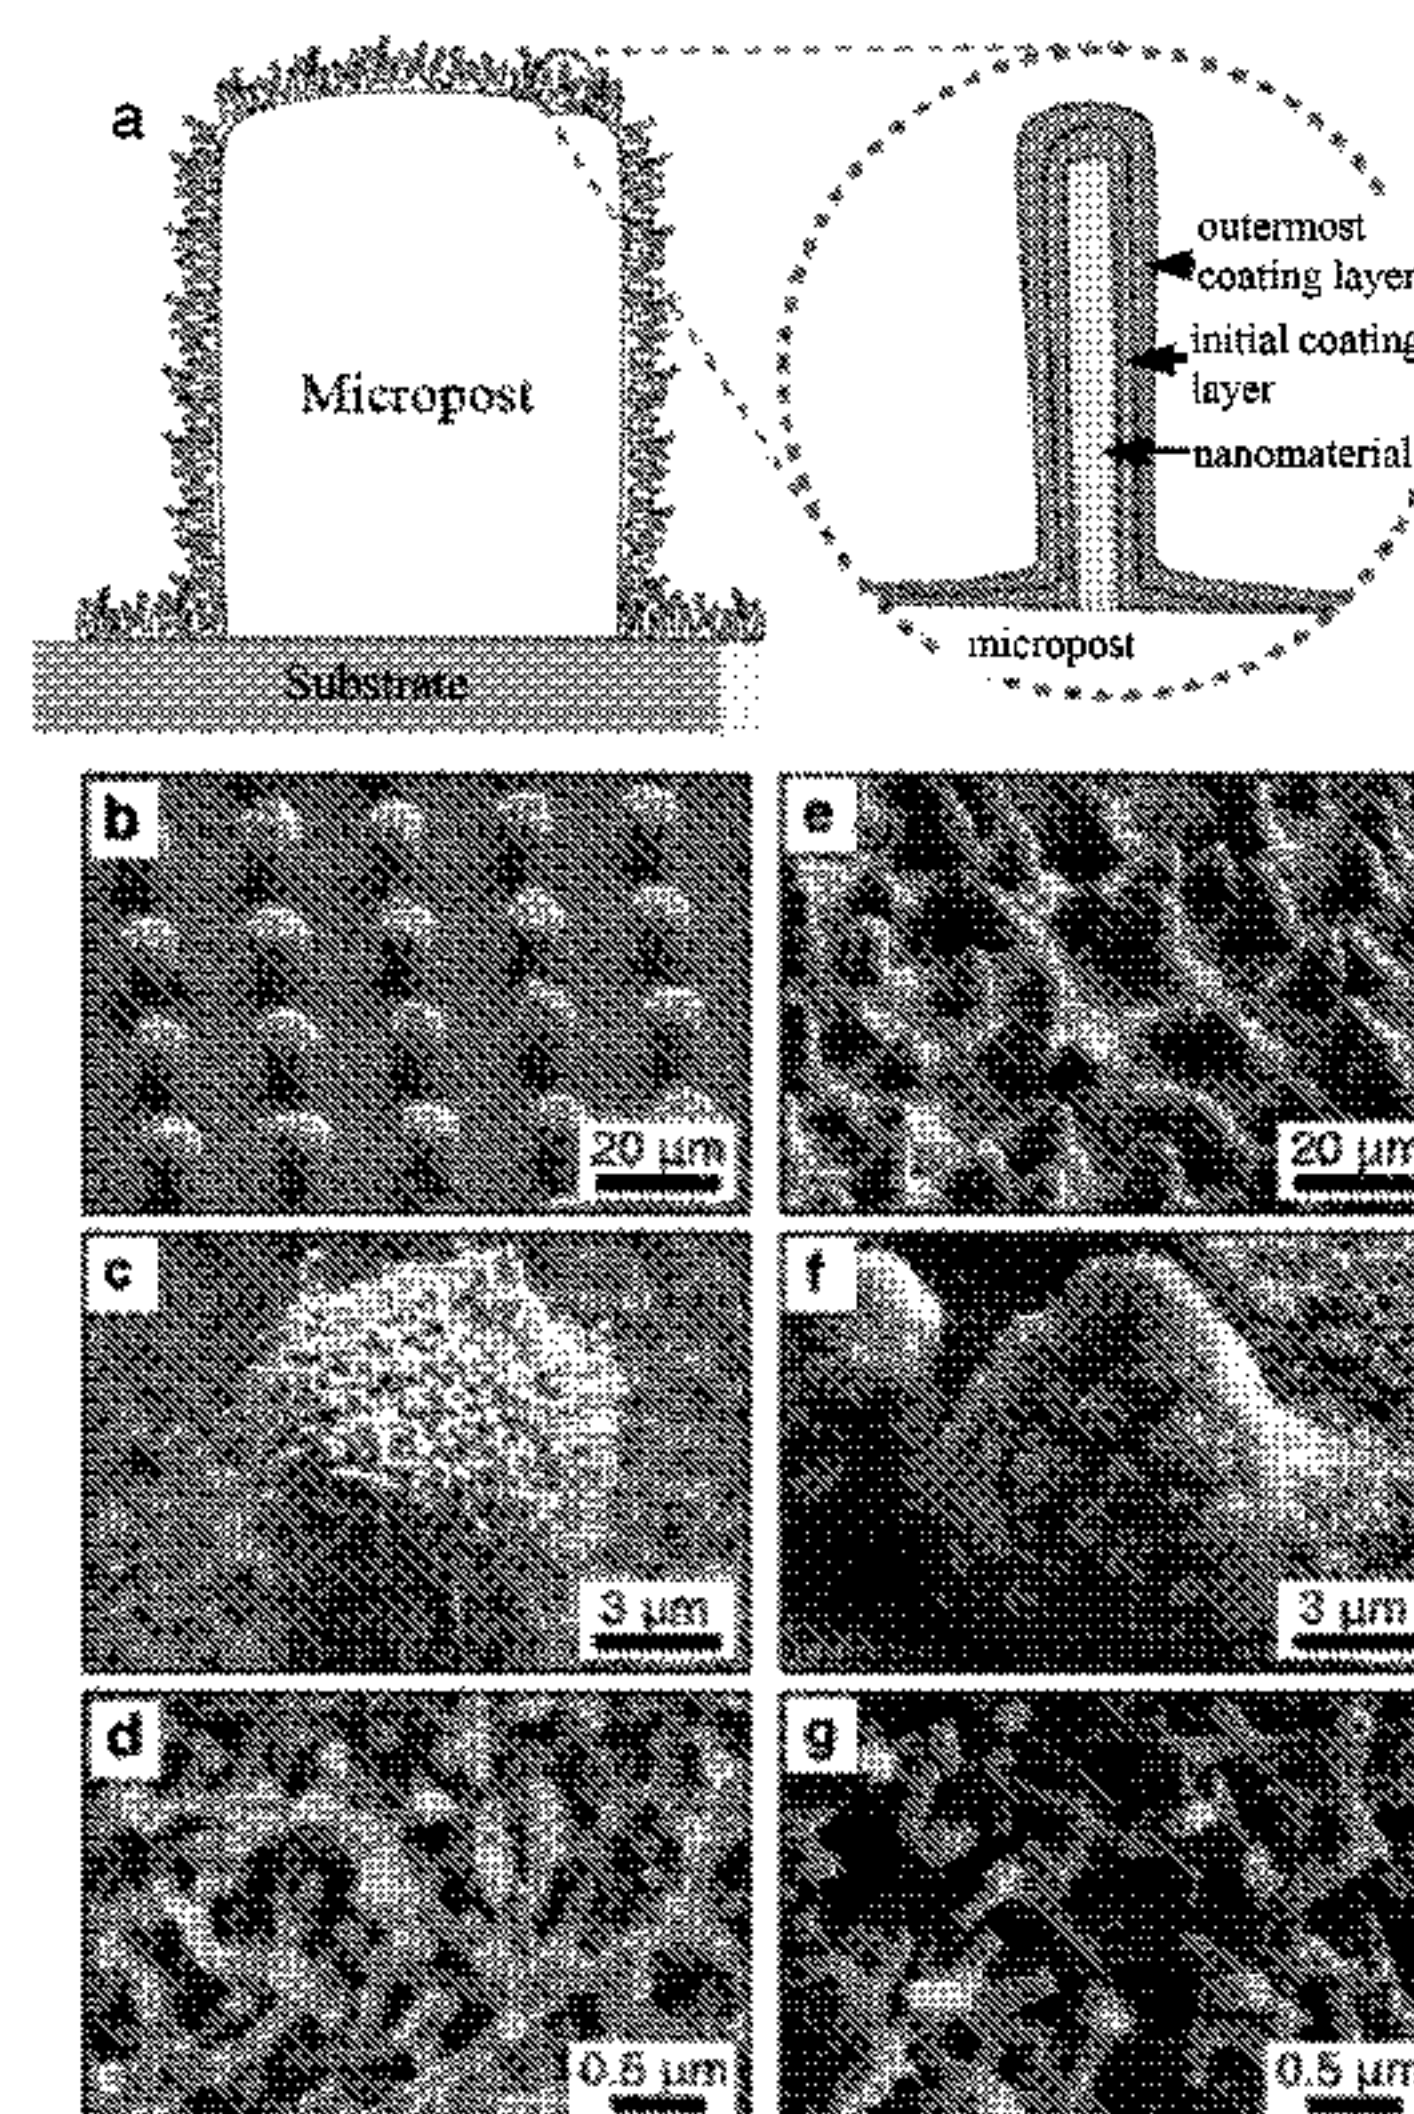 a
outermost
coating layer
initial coating
layer
nanomaterial
Micropost
micropost
Substrate
b
20 µm
e
20 µm
c
3 µm
f
3 µm
d
0.5 µm
g
0.5 µm